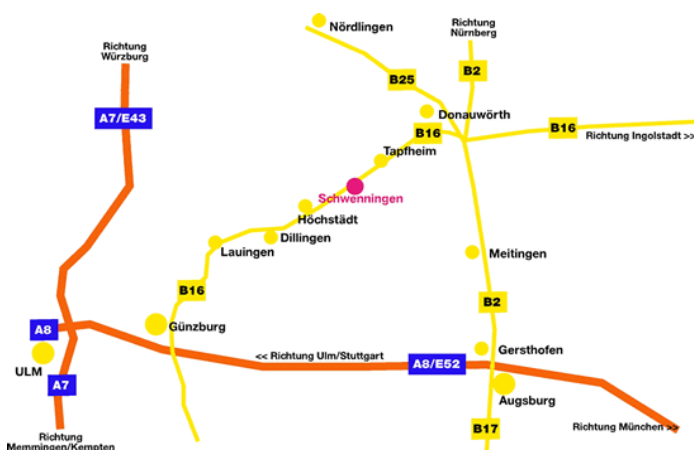 Nördlingen
Richtung
Nürnberg
Richtung
Würzburg
B2
B25
A7/E43
Donauwörth
B16
B16
Richtung Ingolstadt >>
Tapfheim
Schwenningen
Höchstädt
Dillingen
Lauingen
Meitingen
B16
B2
A8
Günzburg
Gersthofen
<< Richtung Ulm/Stuttgart
A8/E52
ULM
A7
Augsburg
Richtung
Memmingen/Kempten
B17
Richtung München >>